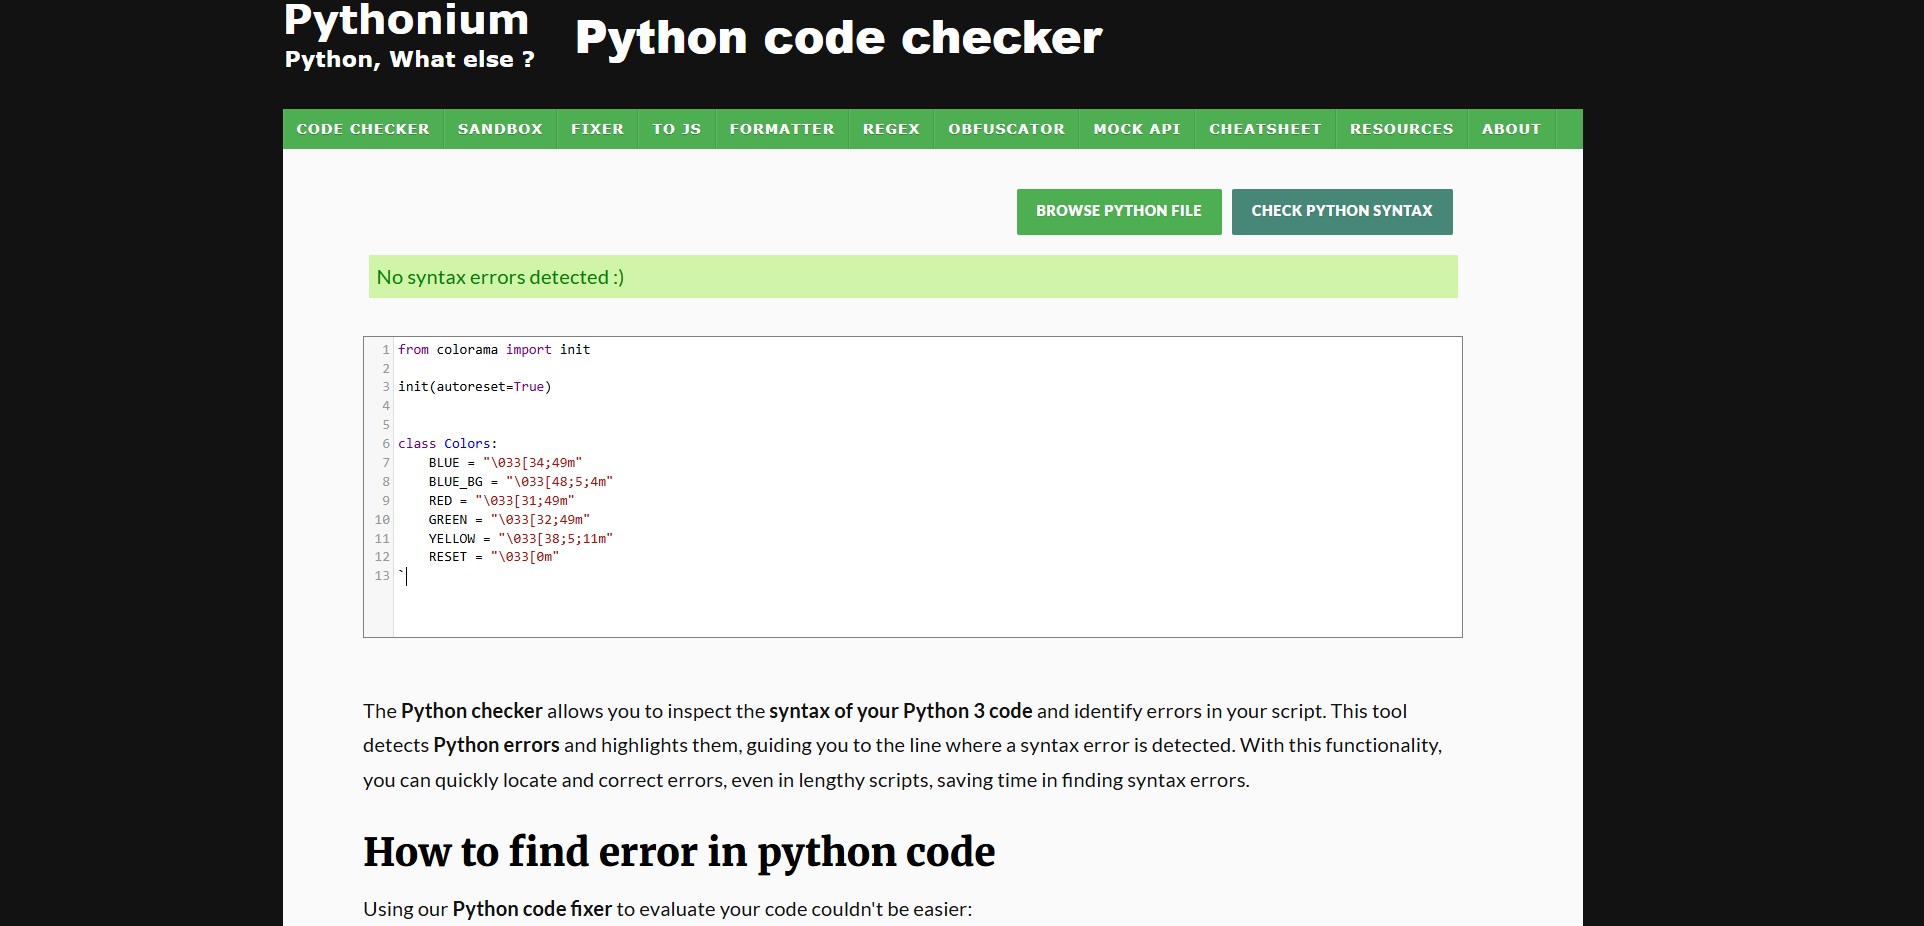 Pythonium
Python, What else ?
Python code checker
CODE CHECKER SANDBOX FIXER TO JS FORMATTER REGEX OBFUSCATOR MOCK API CHEATSHEET RESOURCES ABOUT
BROWSE PYTHON FILE CHECK PYTHON SYNTAX
No syntax errors detected :)
1 from colorama import init
2
3 init(autoreset=True)
4
5
6 class Colors:
7     BLUE = "\033[34;49m"
8     BLUE_BG = "\033[48;5;4m"
9     RED = "\033[31;49m"
10     GREEN = "\033[32;49m"
11     YELLOW = "\033[38;5;11m"
12     RESET = "\033[0m"
13 `
The Python checker allows you to inspect the syntax of your Python 3 code and identify errors in your script. This tool
detects Python errors and highlights them, guiding you to the line where a syntax error is detected. With this functionality,
you can quickly locate and correct errors, even in lengthy scripts, saving time in finding syntax errors.
How to find error in python code
Using our Python code fixer to evaluate your code couldn't be easier: